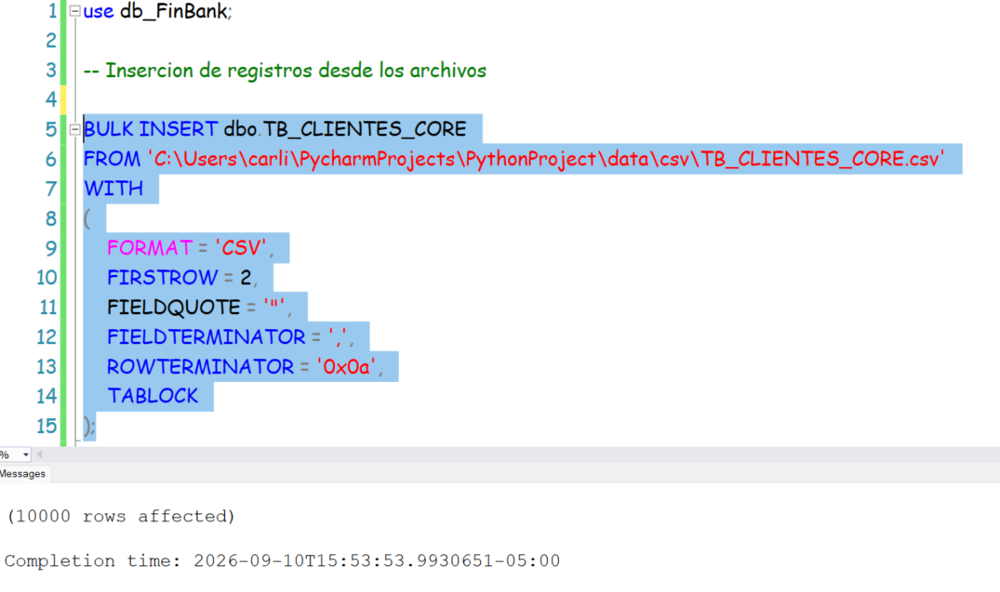 1 use db_FinBank;
2
3 -- Insercion de registros desde los archivos
4
5 BULK INSERT dbo.TB_CLIENTES_CORE
6 FROM 'C:\Users\carli\PycharmProjects\PythonProject\data\csv\TB_CLIENTES_CORE.csv'
7 WITH
8 (
9 FORMAT = 'CSV',
10 FIRSTROW = 2,
11 FIELDQUOTE = '"',
12 FIELDTERMINATOR = ',',
13 ROWTERMINATOR = '0x0a',
14 TABLOCK
15 );
%
Messages
(10000 rows affected)
Completion time: 2026-09-10T15:53:53.9930651-05:00